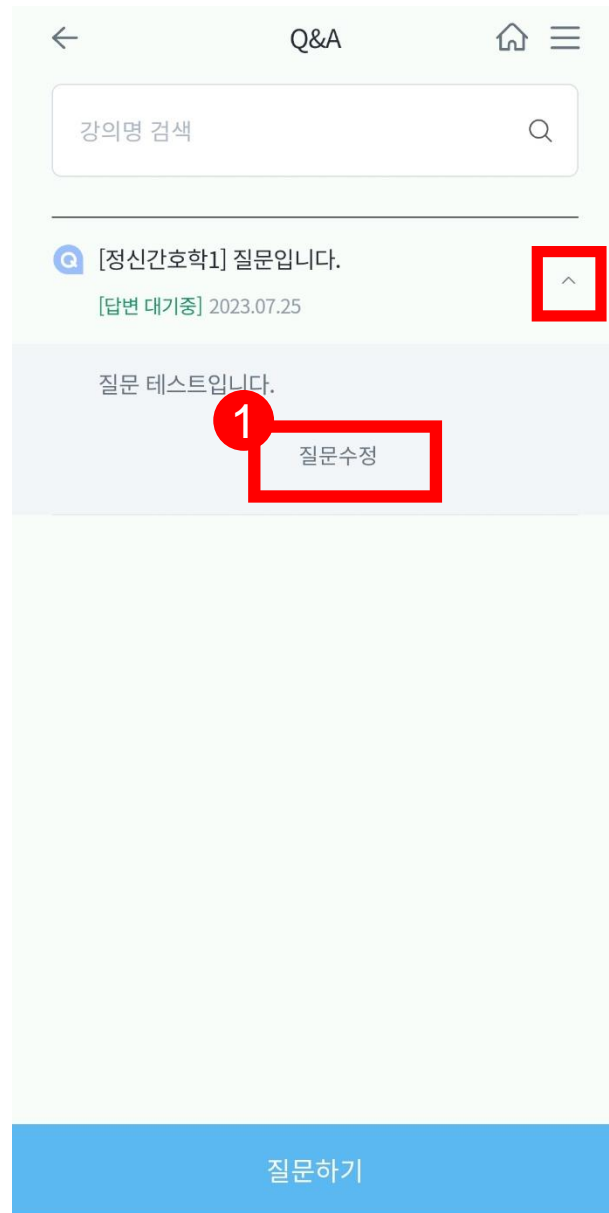 Q&A
강의명 검색
Q [정신간호학1] 질문입니다.
[답변 대기중] 2023.07.25
질문 테스트입니다.
1
질문수정
질문하기